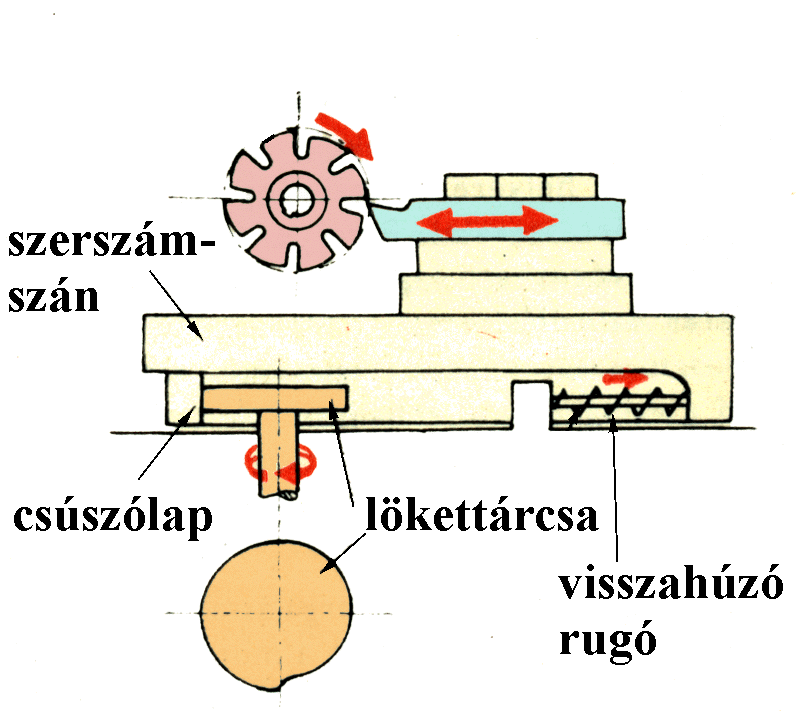 szerszám-
szán
csúszólap
lökettárcsa
visszahúzó
rugó